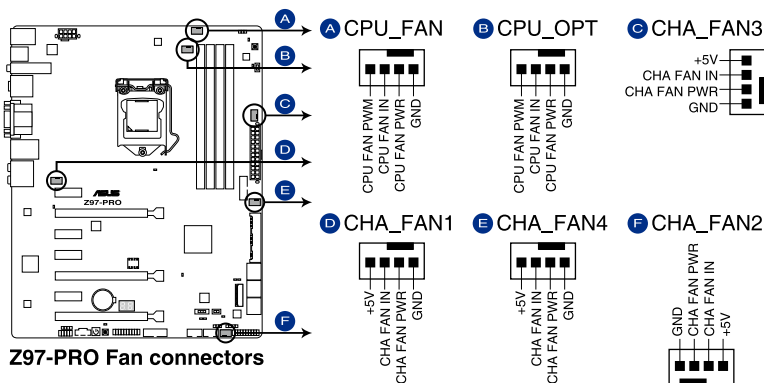 A
B
C
D
E
F
ASUS
Z97-PRO
Z97-PRO Fan connectors
A CPU_FAN
CPU FAN PWM
CPU FAN IN
CPU FAN PWR
GND
B CPU_OPT
CPU FAN PWM
CPU FAN IN
CPU FAN PWR
GND
C CHA_FAN3
+5V
CHA FAN IN
CHA FAN PWR
GND
D CHA_FAN1
+5V
CHA FAN IN
CHA FAN PWR
GND
E CHA_FAN4
+5V
CHA FAN IN
CHA FAN PWR
GND
F CHA_FAN2
GND
CHA FAN PWR
CHA FAN IN
+5V